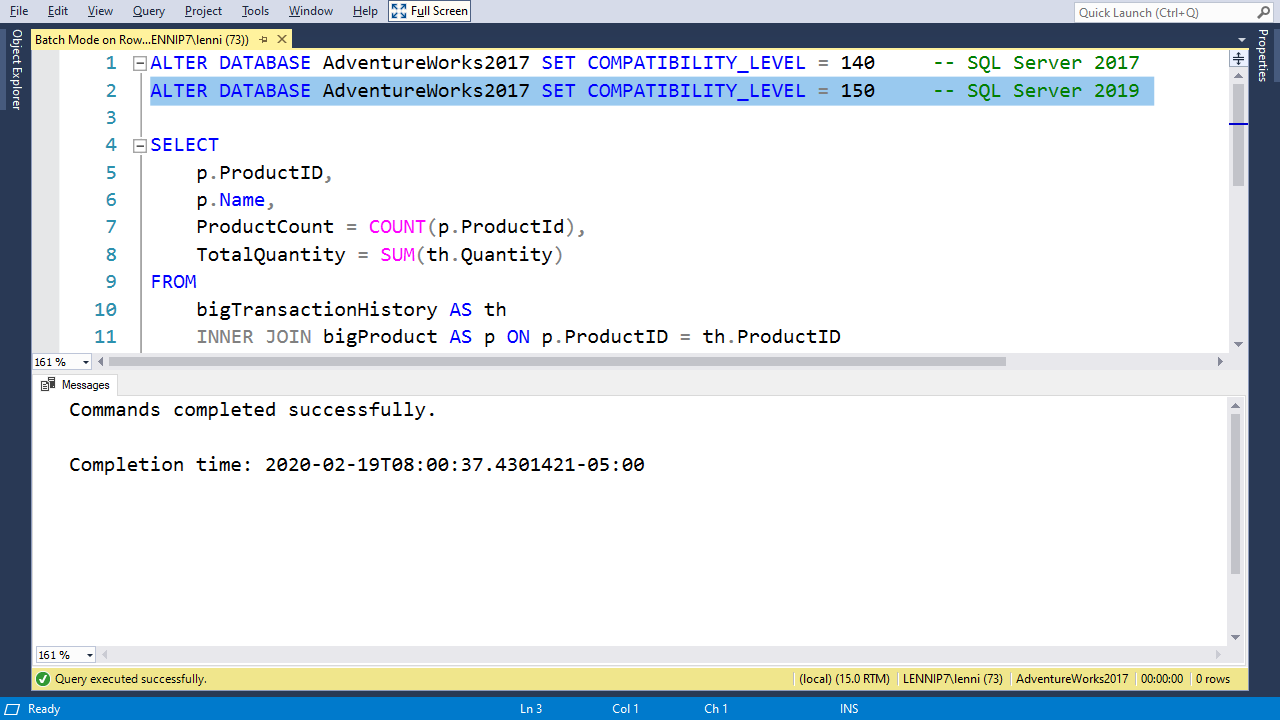 File Edit View Query Project Tools Window Help Full Screen Quick Launch (Ctrl+Q)
Object Explorer
Properties
Batch Mode on Row...ENNIP7\lenni (73))
1 ALTER DATABASE AdventureWorks2017 SET COMPATIBILITY_LEVEL = 140 -- SQL Server 2017
2 ALTER DATABASE AdventureWorks2017 SET COMPATIBILITY_LEVEL = 150 -- SQL Server 2019
3
4 SELECT
5 p.ProductID,
6 p.Name,
7 ProductCount = COUNT(p.ProductId),
8 TotalQuantity = SUM(th.Quantity)
9 FROM
10 bigTransactionHistory AS th
11 INNER JOIN bigProduct AS p ON p.ProductID = th.ProductID
161 %
Messages
Commands completed successfully.
Completion time: 2020-02-19T08:00:37.4301421-05:00
161 %
Query executed successfully. (local) (15.0 RTM) LENNIP7\lenni (73) AdventureWorks2017 00:00:00 0 rows
Ready Ln 3 Col 1 Ch 1 INS